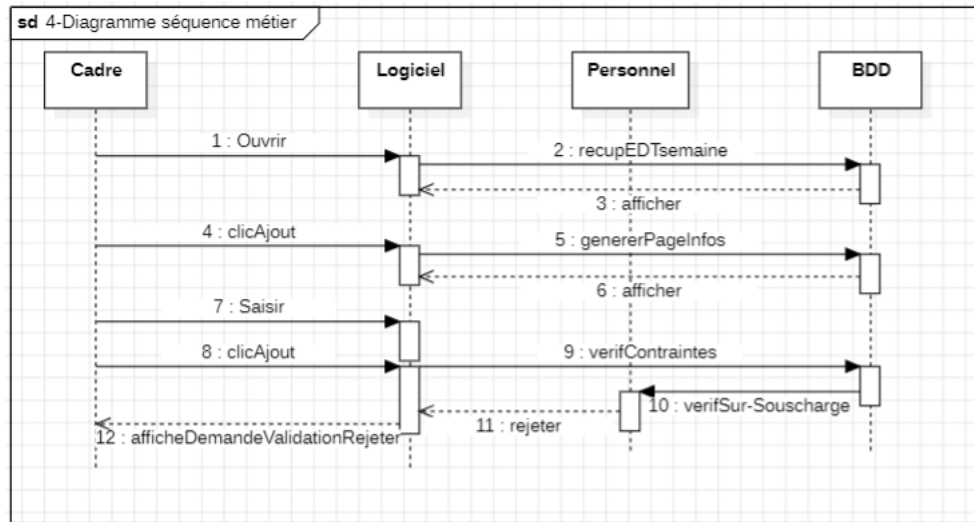 sd 4-Diagramme séquence métier
Cadre
Logiciel
Personnel
BDD
1 : Ouvrir
2 : recupEDTsemaine
3 : afficher
4 : clicAjout
5 : genererPageInfos
6 : afficher
7 : Saisir
8 : clicAjout
9 : verifContraintes
10 : verifSur-Souscharge
11 : rejeter
12 : afficheDemandeValidationRejeter